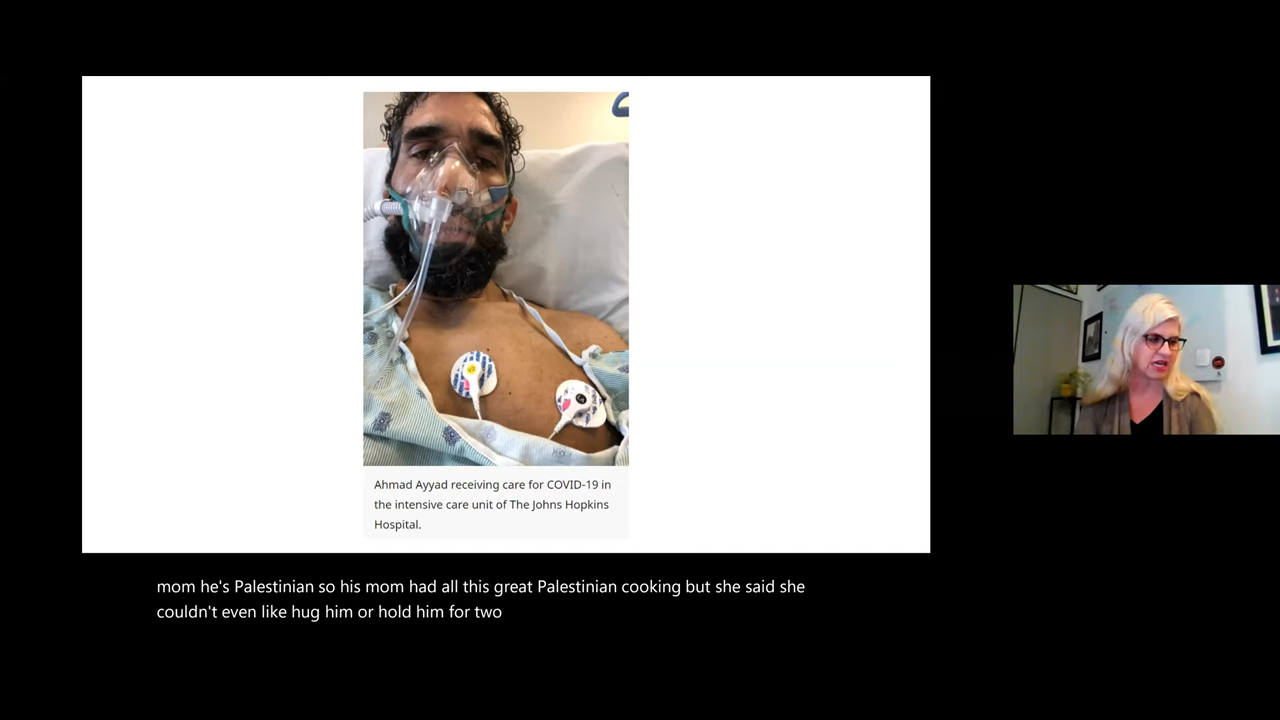 Ahmad Ayyad receiving care for COVID-19 in
the intensive care unit of The Johns Hopkins
Hospital.
mom he's Palestinian so his mom had all this great Palestinian cooking but she said she
couldn't even like hug him or hold him for two